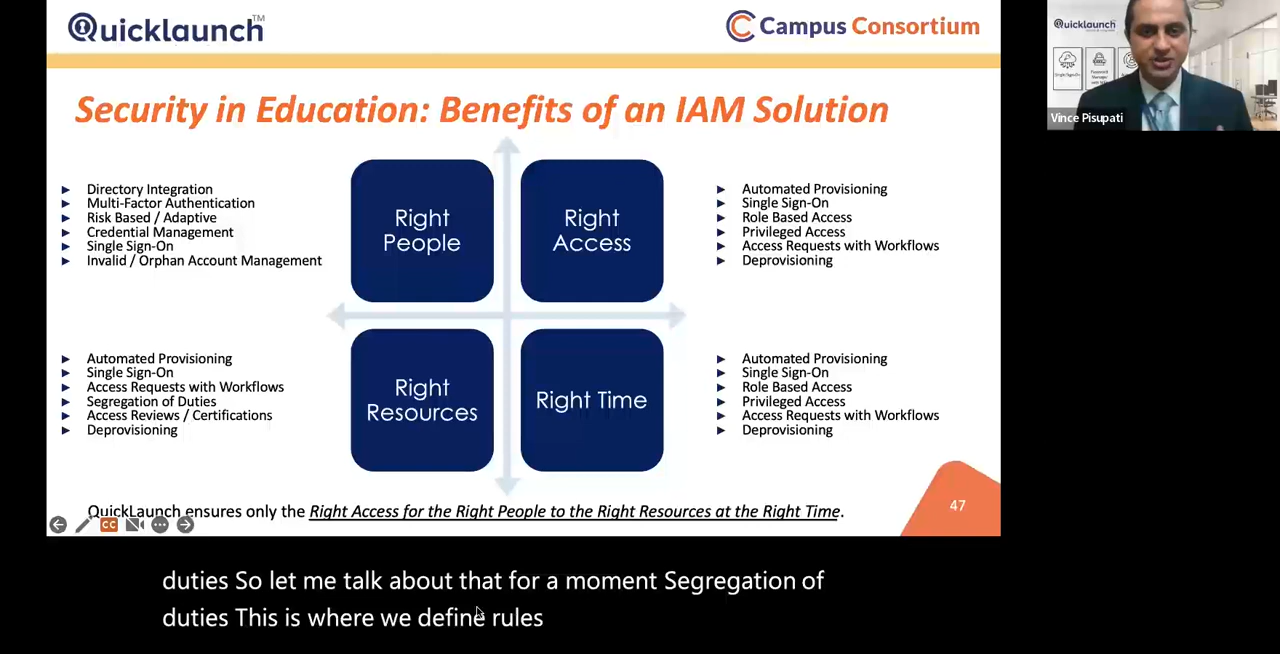 Quicklaunch™
Campus Consortium
Quicklaunch
Vince Pisupati
Security in Education: Benefits of an IAM Solution
Directory Integration
Multi-Factor Authentication
Risk Based / Adaptive
Credential Management
Single Sign-On
Invalid / Orphan Account Management
Right
People
Right
Access
Automated Provisioning
Single Sign-On
Role Based Access
Privileged Access
Access Requests with Workflows
Deprovisioning
Automated Provisioning
Single Sign-On
Access Requests with Workflows
Segregation of Duties
Access Reviews / Certifications
Deprovisioning
Right
Resources
Right Time
Automated Provisioning
Single Sign-On
Role Based Access
Privileged Access
Access Requests with Workflows
Deprovisioning
QuickLaunch ensures only the Right Access for the Right People to the Right Resources at the Right Time.
47
CC
duties So let me talk about that for a moment Segregation of
duties This is where we define rules